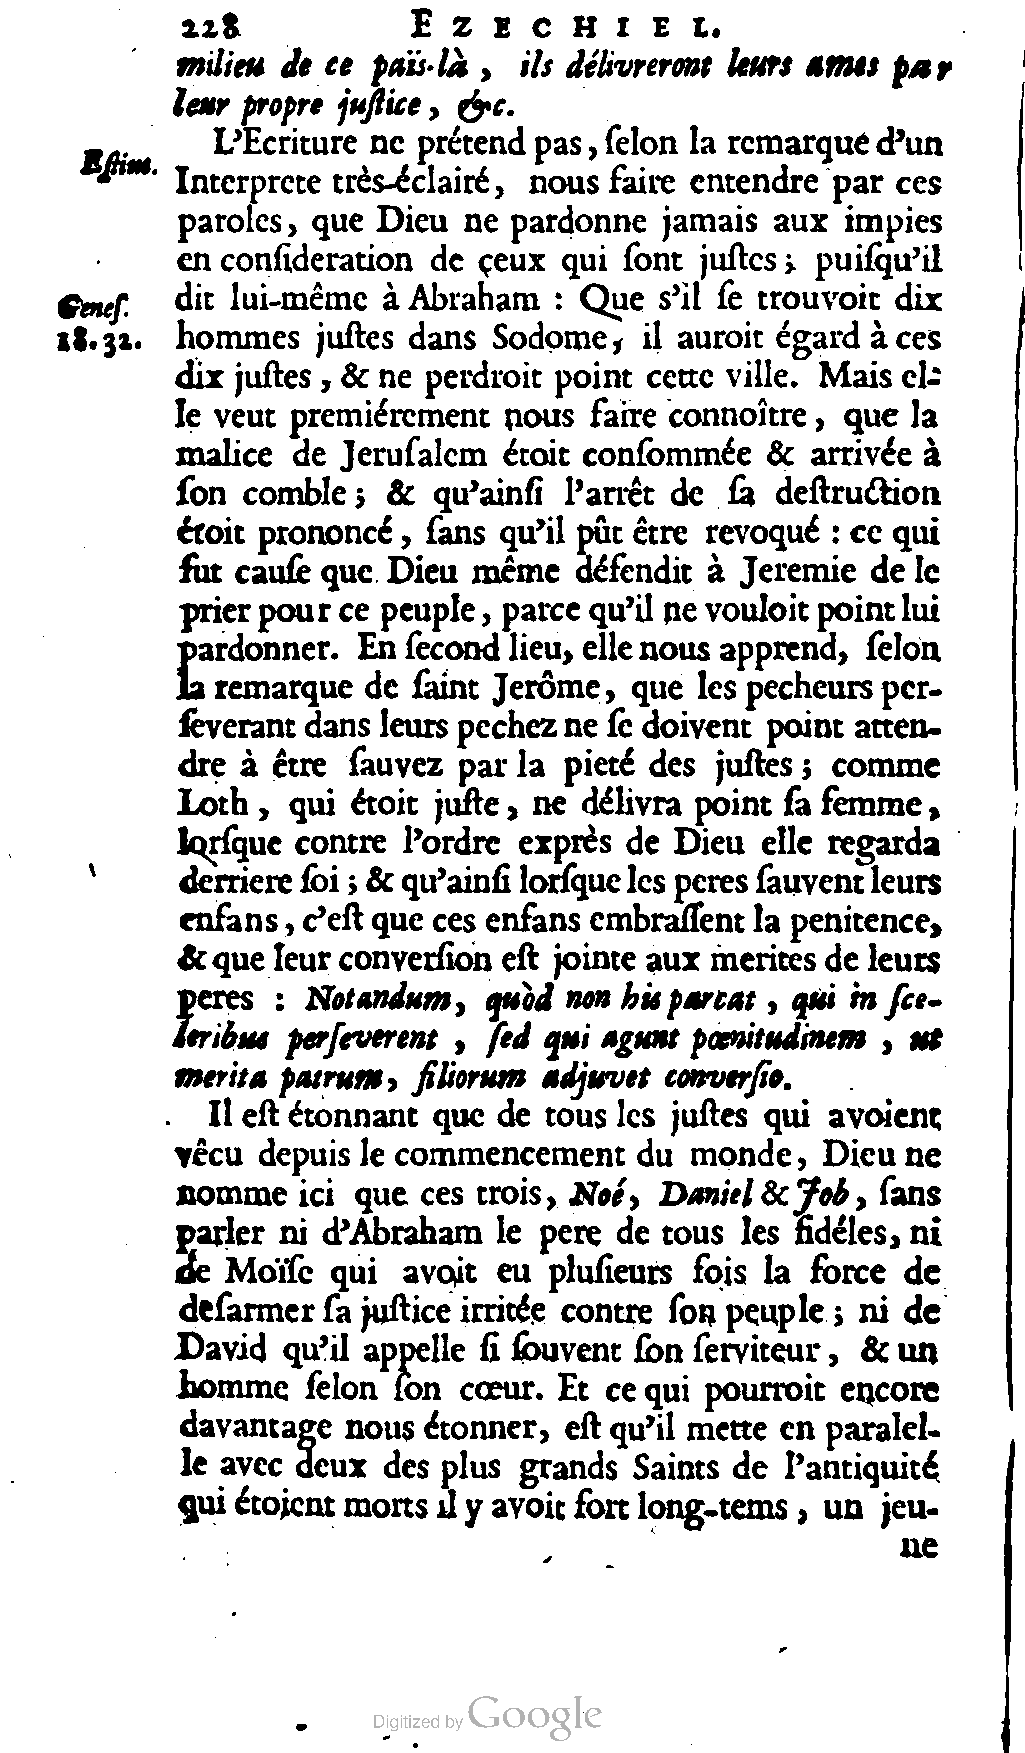 228 EZECHIEL.
milieu de ce païs-là, ils délivreront leurs ames par
leur propre juſtice, &c.
L'Ecriture ne prétend pas, ſelon la remarque d'un
Eſtius.
Interprete très-éclairé, nous faire entendre par ces
paroles, que Dieu ne pardonne jamais aux impies
en conſideration de ceux qui ſont juſtes; puiſqu'il
Geneſ.
dit lui-même à Abraham : Que s'il ſe trouvoit dix
18.32.
hommes juſtes dans Sodome, il auroit égard à ces
dix juſtes, & ne perdroit point cette ville. Mais el-
le veut premiérement nous faire connoître, que la
malice de Jeruſalem étoit conſommée & arrivée à
ſon comble; & qu'ainſi l'arrêt de ſa deſtruction
étoit prononcé, ſans qu'il pût être revoqué : ce qui
fut cauſe que Dieu même défendit à Jeremie de le
prier pour ce peuple, parce qu'il ne vouloit point lui
pardonner. En ſecond lieu, elle nous apprend, ſelon
la remarque de ſaint Jerôme, que les pecheurs per-
ſeverant dans leurs pechez ne ſe doivent point atten-
dre à être ſauvez par la pieté des juſtes; comme
Loth, qui étoit juſte, ne délivra point ſa femme,
lorſque contre l'ordre exprès de Dieu elle regarda
derriere ſoi; & qu'ainſi lorſque les peres ſauvent leurs
enfans, c'eſt que ces enfans embraſſent la penitence,
& que leur converſion eſt jointe aux merites de leurs
peres : Notandum, quòd non his parcat, qui in ſce-
leribus perſeverent, ſed qui agunt pœnitudinem, ut
merita patrum, filiorum adjuvet converſio.
Il eſt étonnant que de tous les juſtes qui avoient
vêcu depuis le commencement du monde, Dieu ne
nomme ici que ces trois, Noé, Daniel & Job, ſans
parler ni d'Abraham le pere de tous les fidéles, ni
de Moïſe qui avoit eu pluſieurs fois la force de
deſarmer ſa juſtice irritée contre ſon peuple; ni de
David qu'il appelle ſi ſouvent ſon ſerviteur, & un
homme ſelon ſon cœur. Et ce qui pourroit encore
davantage nous étonner, eſt qu'il mette en paralel-
le avec deux des plus grands Saints de l'antiquité
qui étoient morts il y avoit fort long-tems, un jeu-
ne
Digitized by Google